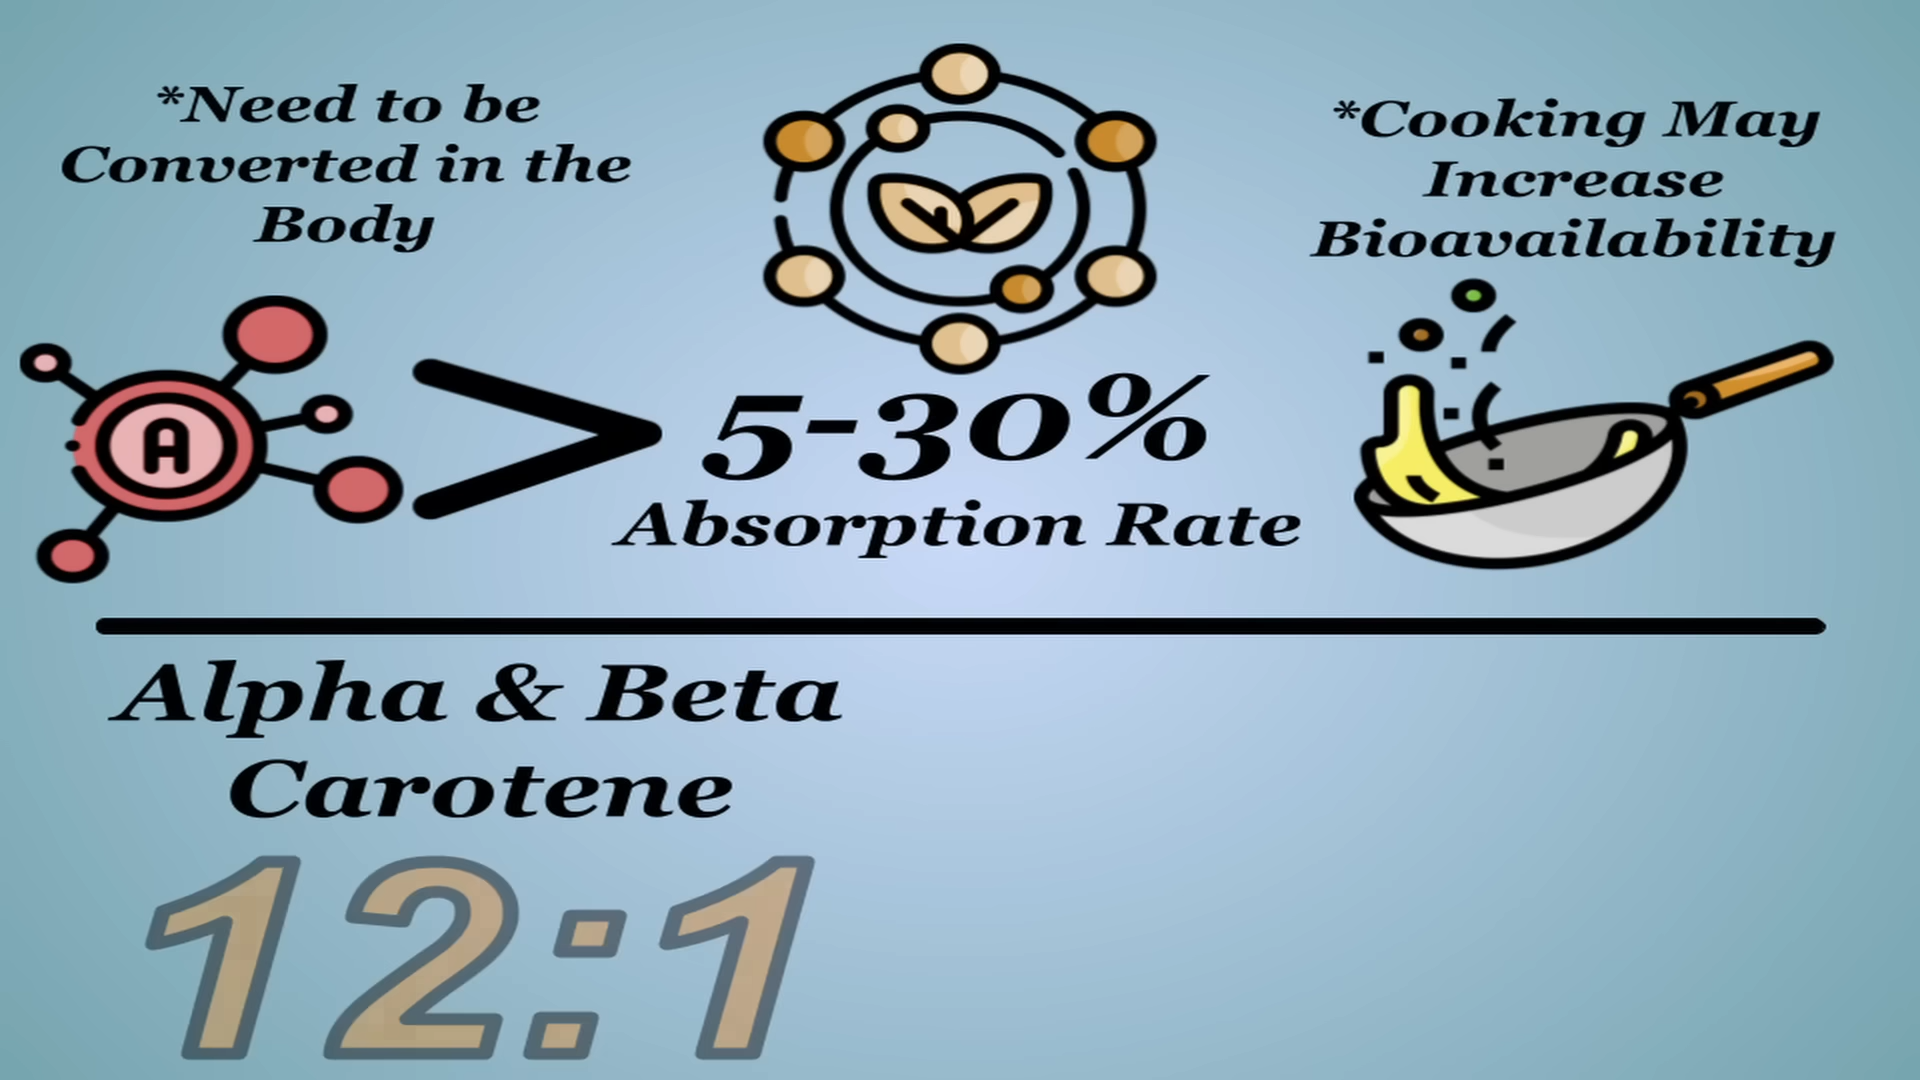 *Need to be
Converted in the
Body
*Cooking May
Increase
Bioavailability
A
>
5-30%
Absorption Rate
Alpha & Beta
Carotene
12:1